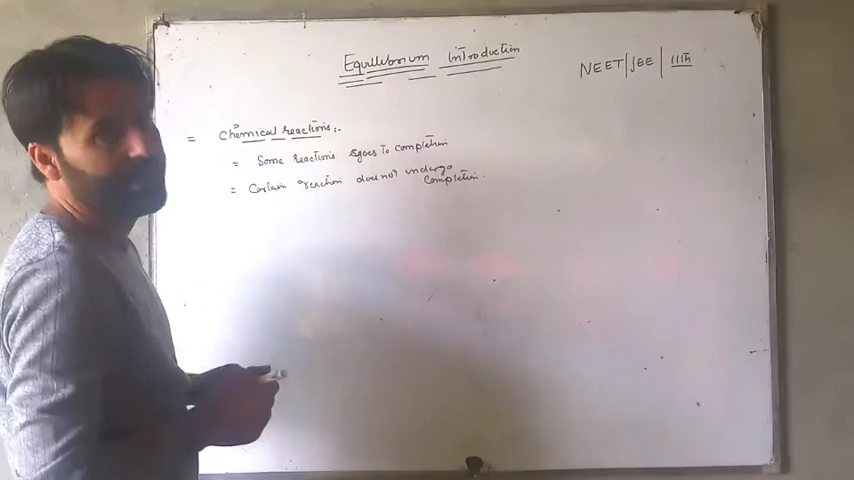 Equilibrium Introduction
NEET|JEE|11th
= Chemical reactions:-
= Some Reactions goes to completion
= Certain reaction does not undergo
completion.